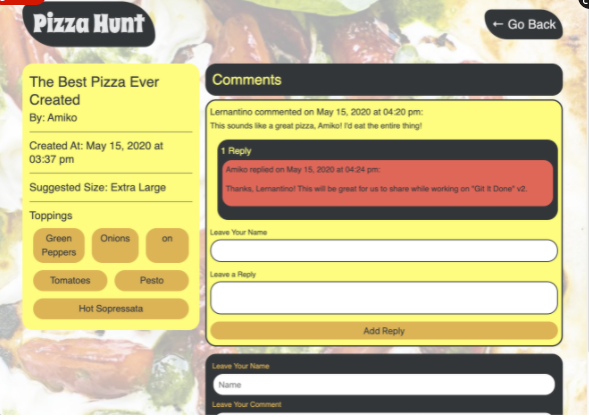 Pizza Hunt
← Go Back
The Best Pizza Ever
Created
By: Amiko
Created At: May 15, 2020 at
03:37 pm
Suggested Size: Extra Large
Toppings
Green
Peppers
Onions
on
Tomatoes
Pesto
Hot Sopressata
Comments
Lernantino commented on May 15, 2020 at 04:20 pm:
This sounds like a great pizza, Amiko! I'd eat the entire thing!
1 Reply
Amiko replied on May 15, 2020 at 04:24 pm:
Thanks, Lernantino! This will be great for us to share while working on "Git It Done" v2.
Leave Your Name
Leave a Reply
Add Reply
Leave Your Name
Name
Leave Your Comment